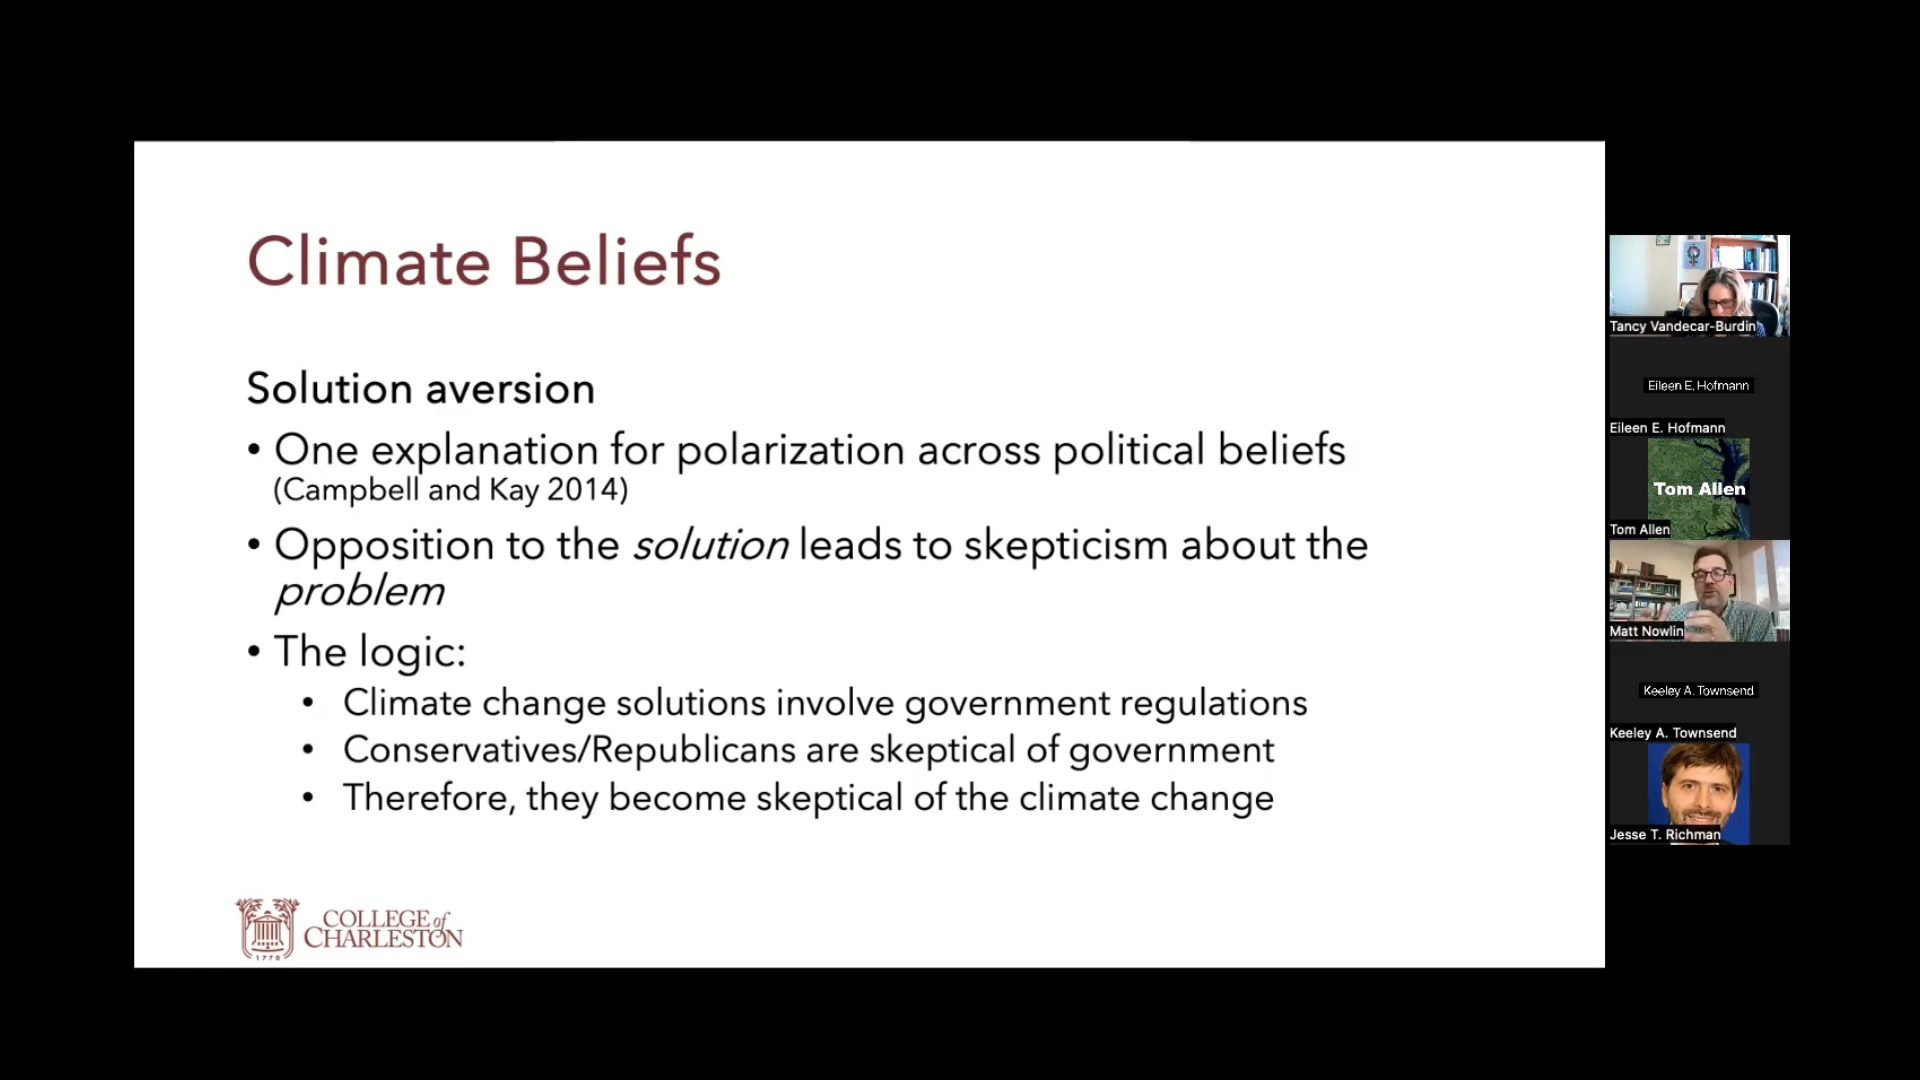 Climate Beliefs
Solution aversion
• One explanation for polarization across political beliefs
(Campbell and Kay 2014)
• Opposition to the solution leads to skepticism about the
problem
• The logic:
• Climate change solutions involve government regulations
• Conservatives/Republicans are skeptical of government
• Therefore, they become skeptical of the climate change
COLLEGE of
CHARLESTON
1770
Tancy Vandecar-Burdin
Eileen E. Hofmann
Eileen E. Hofmann
Tom Allen
Tom Allen
Matt Nowlin
Keeley A. Townsend
Keeley A. Townsend
Jesse T. Richman